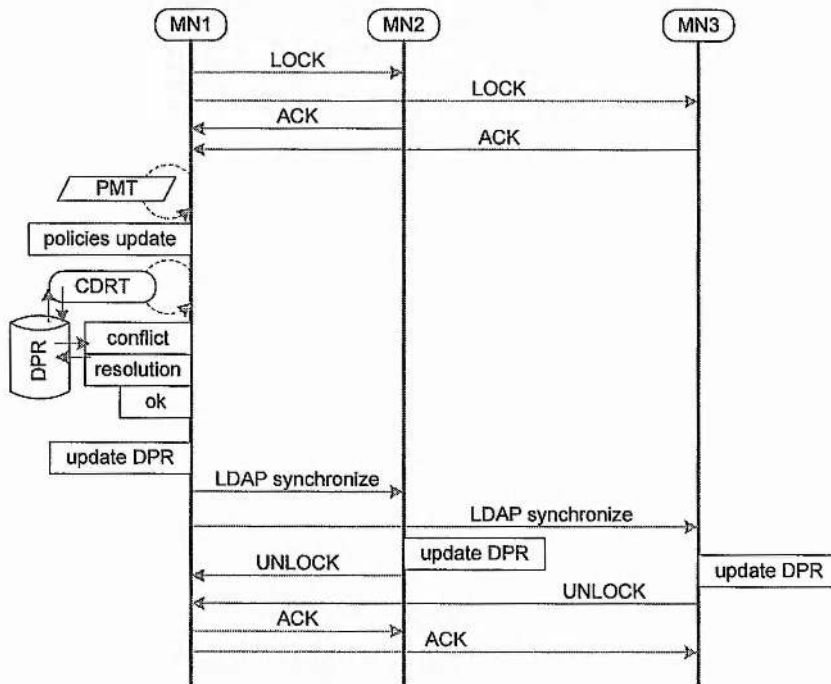 MN1
MN2
MN3
LOCK
LOCK
ACK
ACK
PMT
policies update
CDRT
DPR
conflict
resolution
ok
update DPR
LDAP synchronize
LDAP synchronize
update DPR
UNLOCK
update DPR
UNLOCK
ACK
ACK